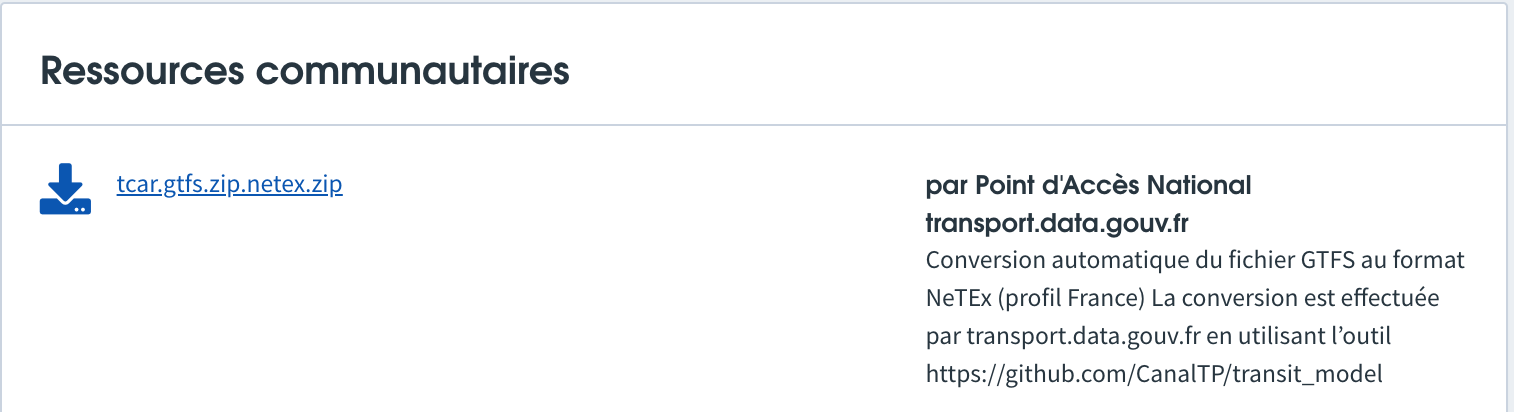 Ressources communautaires
tcar.gtfs.zip.netex.zip
par Point d'Accès National
transport.data.gouv.fr
Conversion automatique du fichier GTFS au format
NeTEx (profil France) La conversion est effectuée
par transport.data.gouv.fr en utilisant l’outil
https://github.com/CanalTP/transit_model